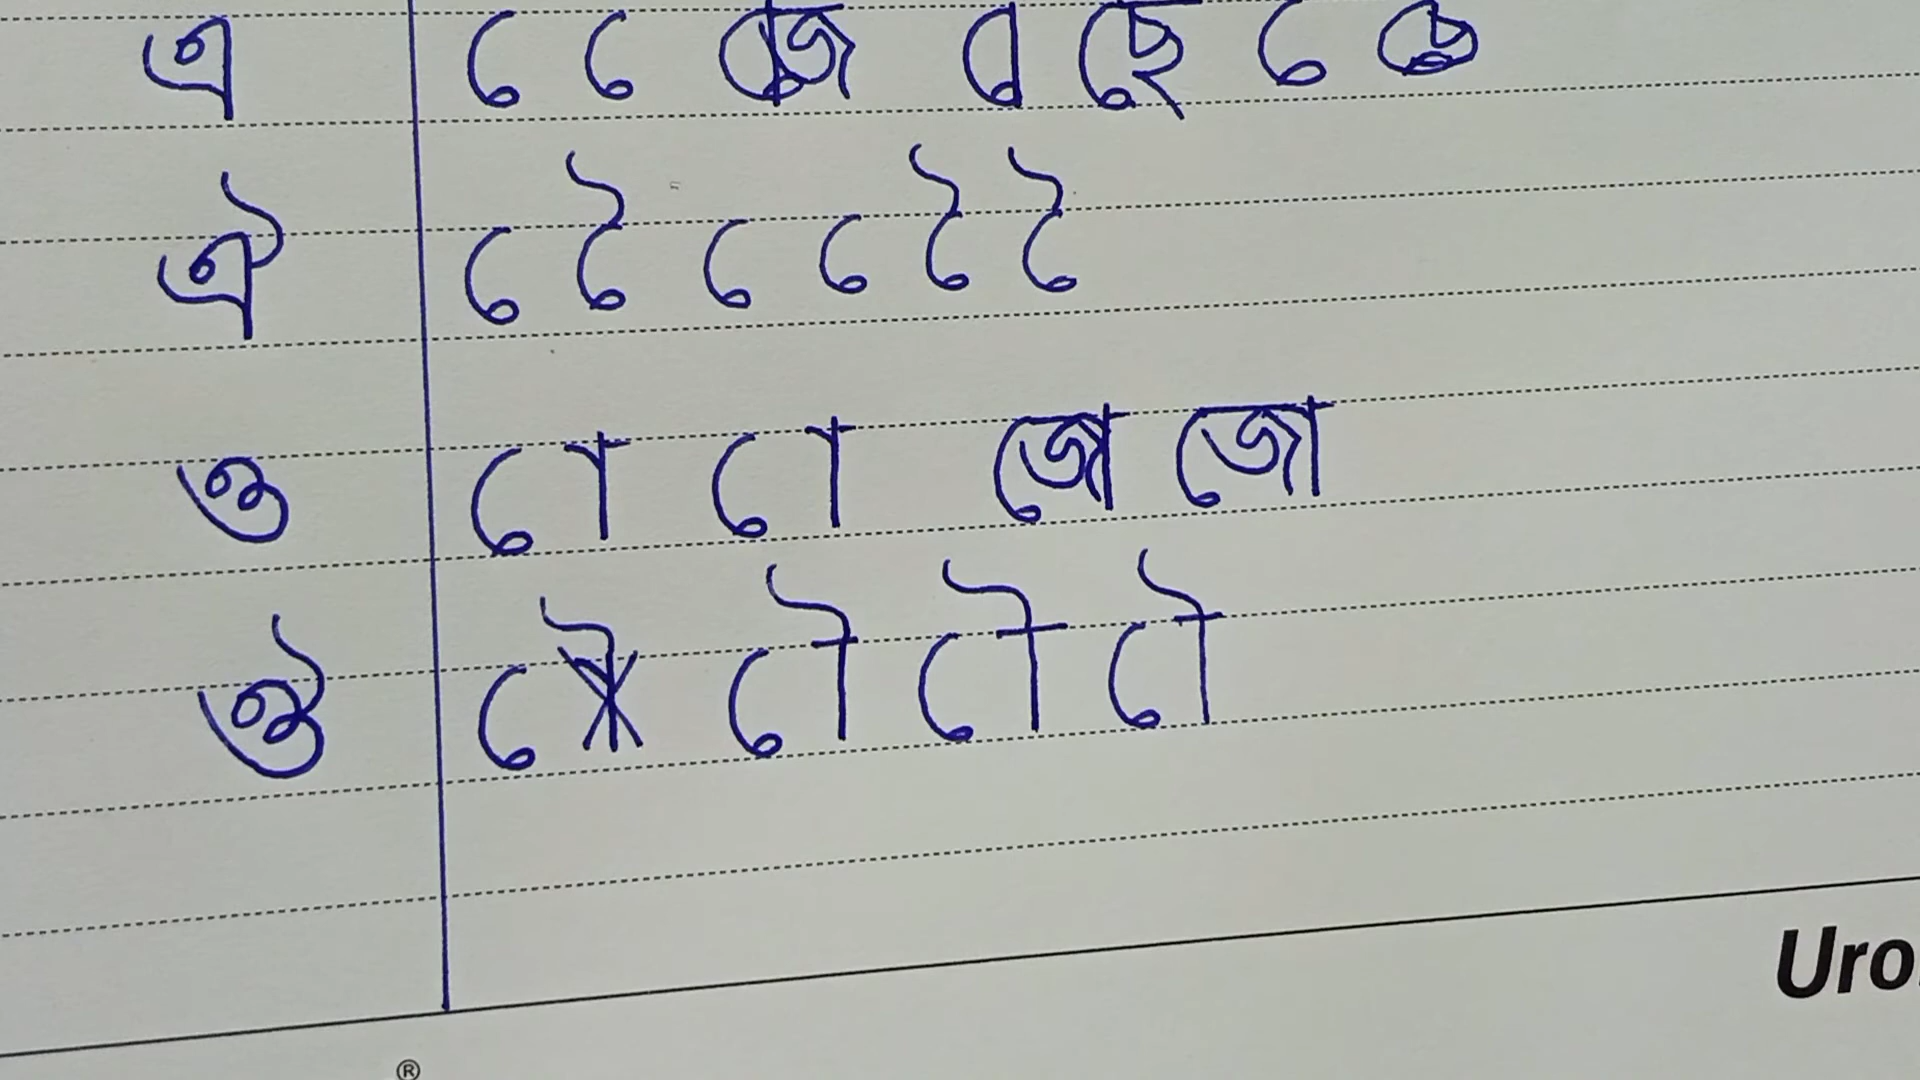 এ ে ে জে ে ছে ে
ঐ ে ৈ ে ে ৈ ৈ
ও ো ো জো জো
ঔ ে ৌ ৌ ৌ
Uro
®